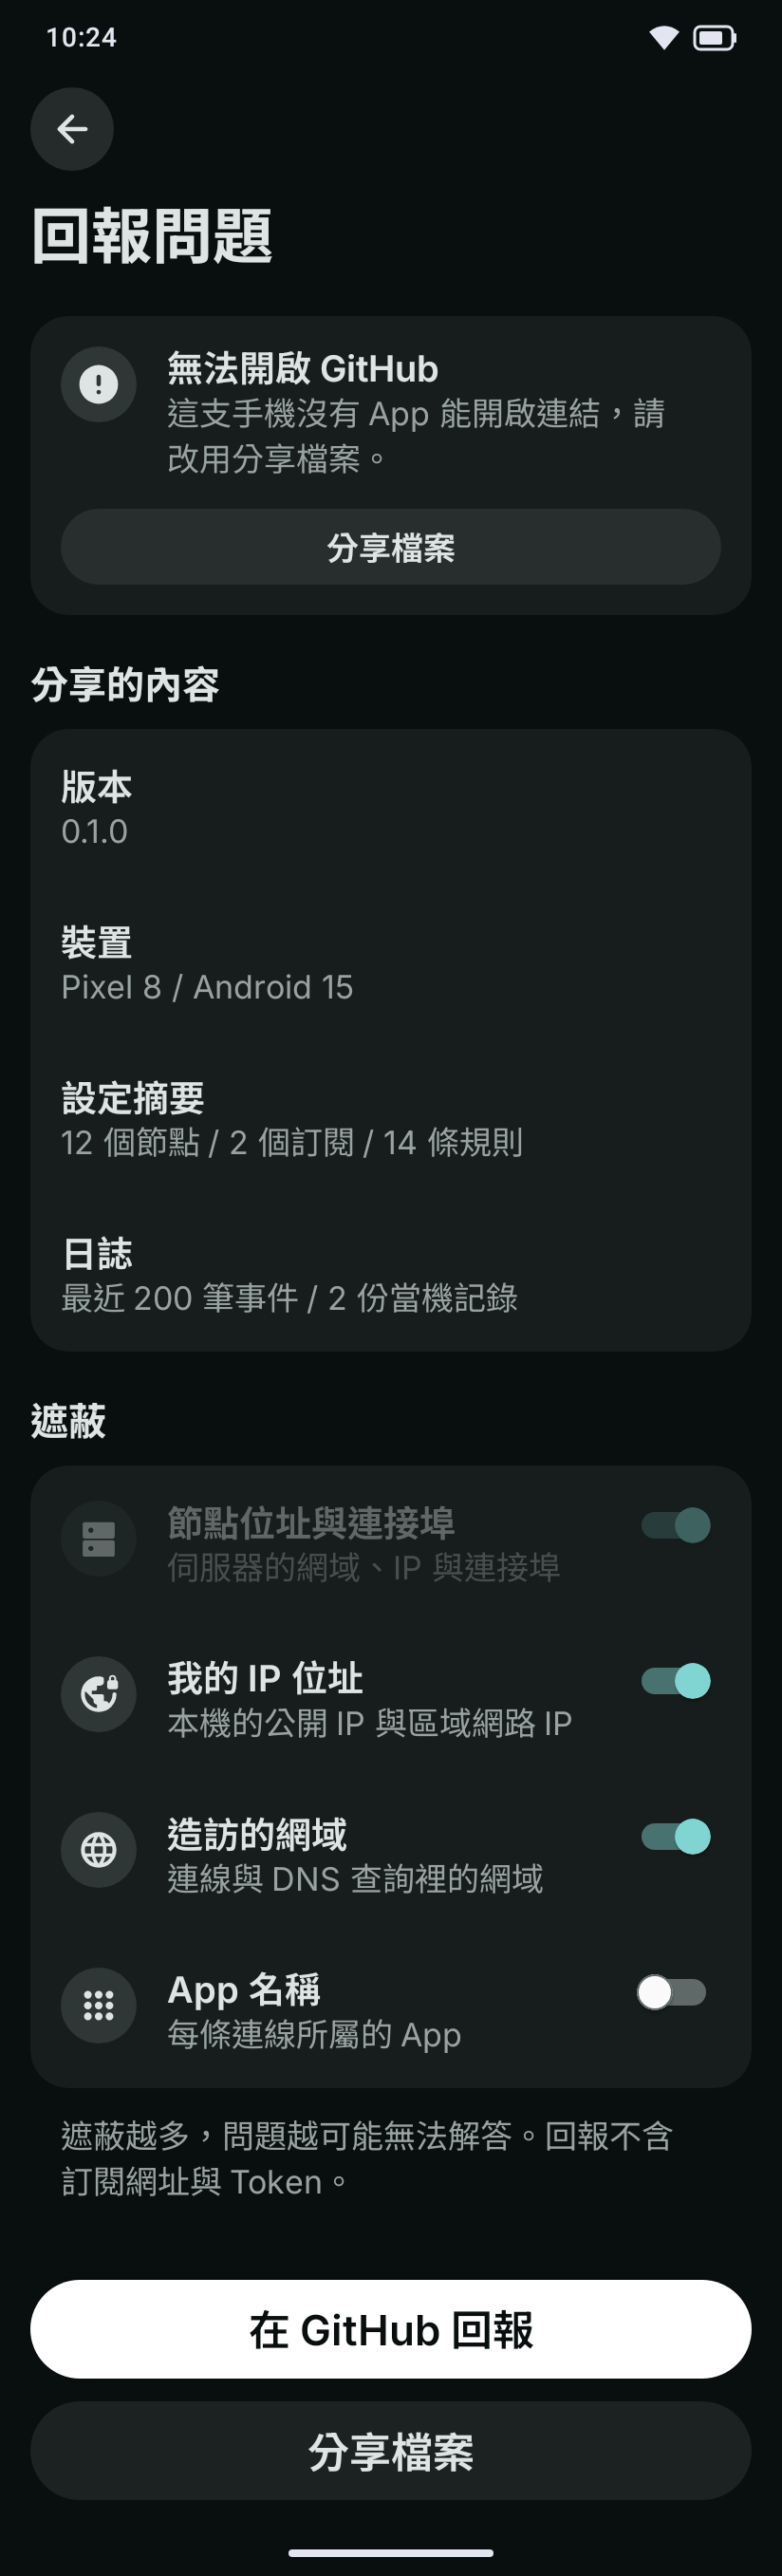 10:24
回報問題
無法開啟 GitHub
這支手機沒有 App 能開啟連結，請
改用分享檔案。
分享檔案
分享的內容
版本
0.1.0
裝置
Pixel 8 / Android 15
設定摘要
12 個節點 / 2 個訂閱 / 14 條規則
日誌
最近 200 筆事件 / 2 份當機記錄
遮蔽
節點位址與連接埠
伺服器的網域、IP 與連接埠
我的 IP 位址
本機的公開 IP 與區域網路 IP
造訪的網域
連線與 DNS 查詢裡的網域
App 名稱
每條連線所屬的 App
遮蔽越多，問題越可能無法解答。回報不含
訂閱網址與 Token。
在 GitHub 回報
分享檔案